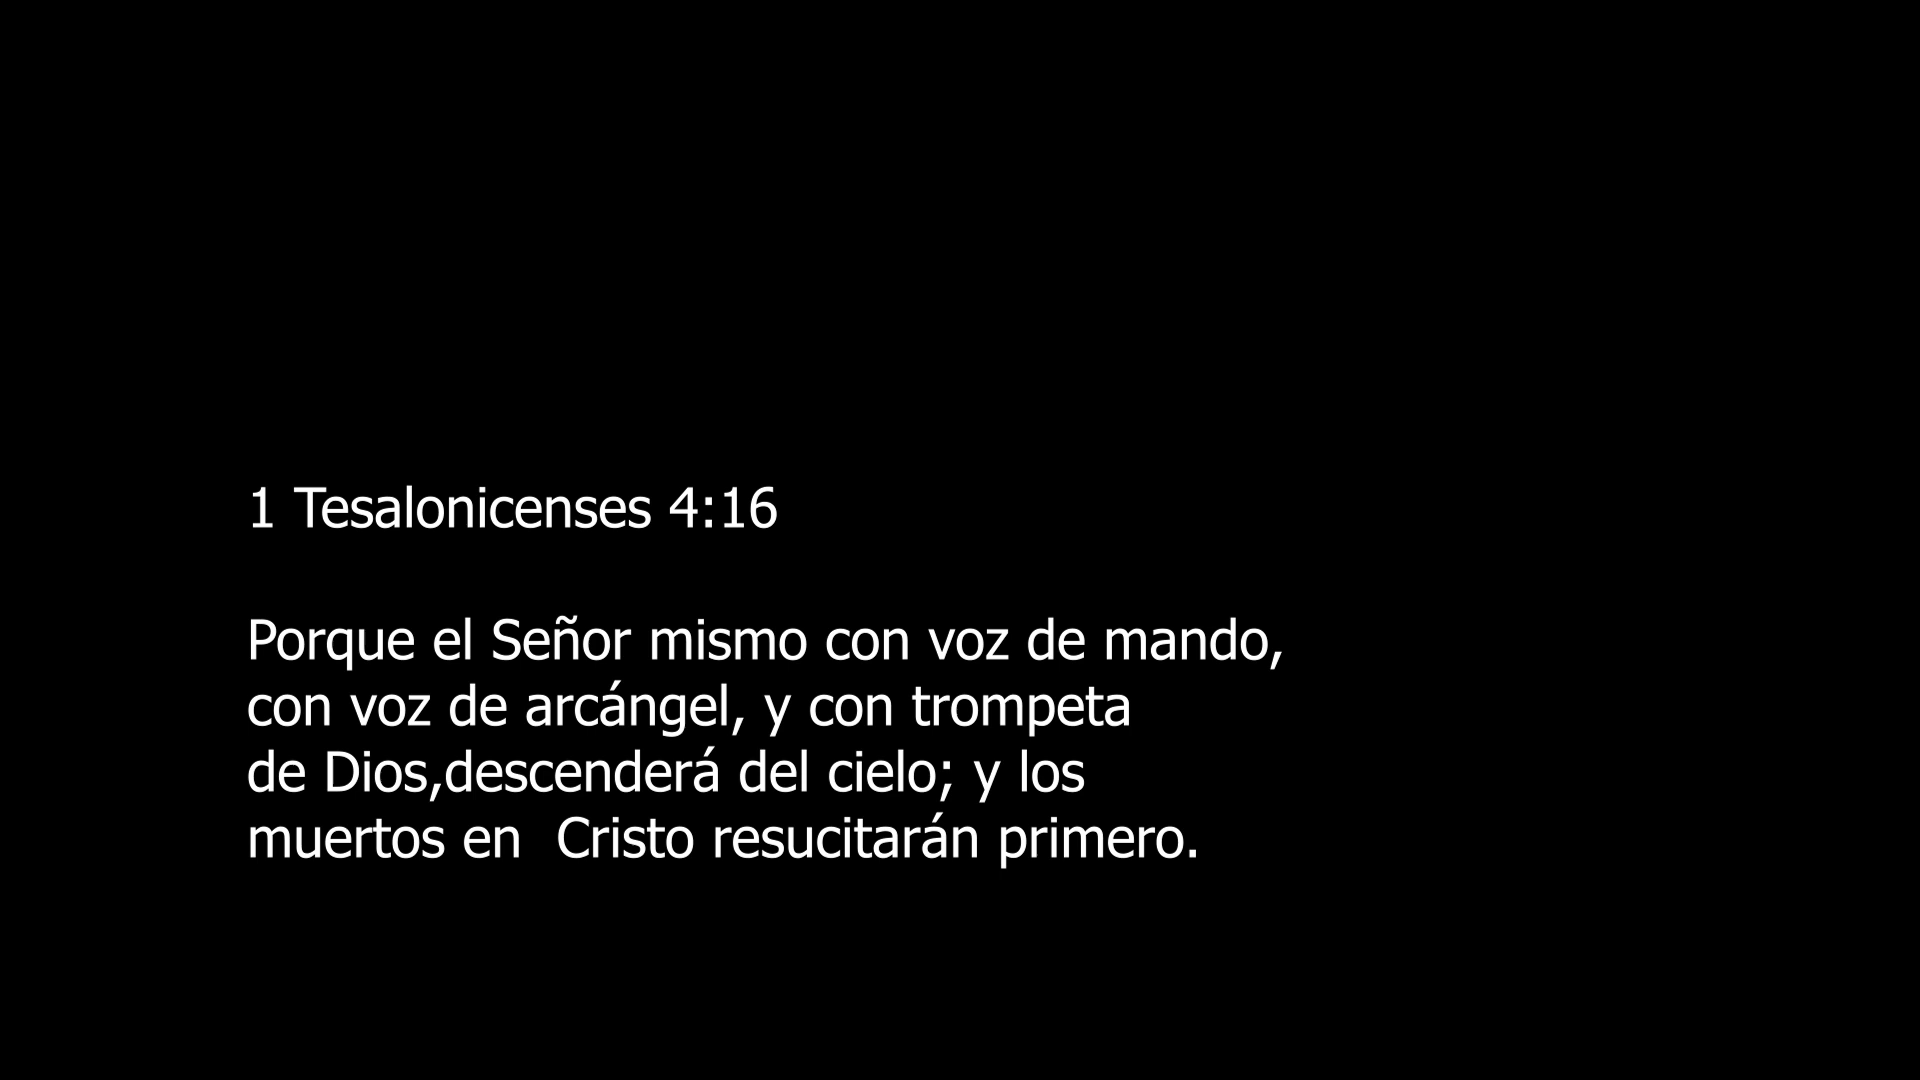 1 Tesalonicenses 4:16
Porque el Señor mismo con voz de mando,
con voz de arcángel, y con trompeta
de Dios,descenderá del cielo; y los
muertos en  Cristo resucitarán primero.